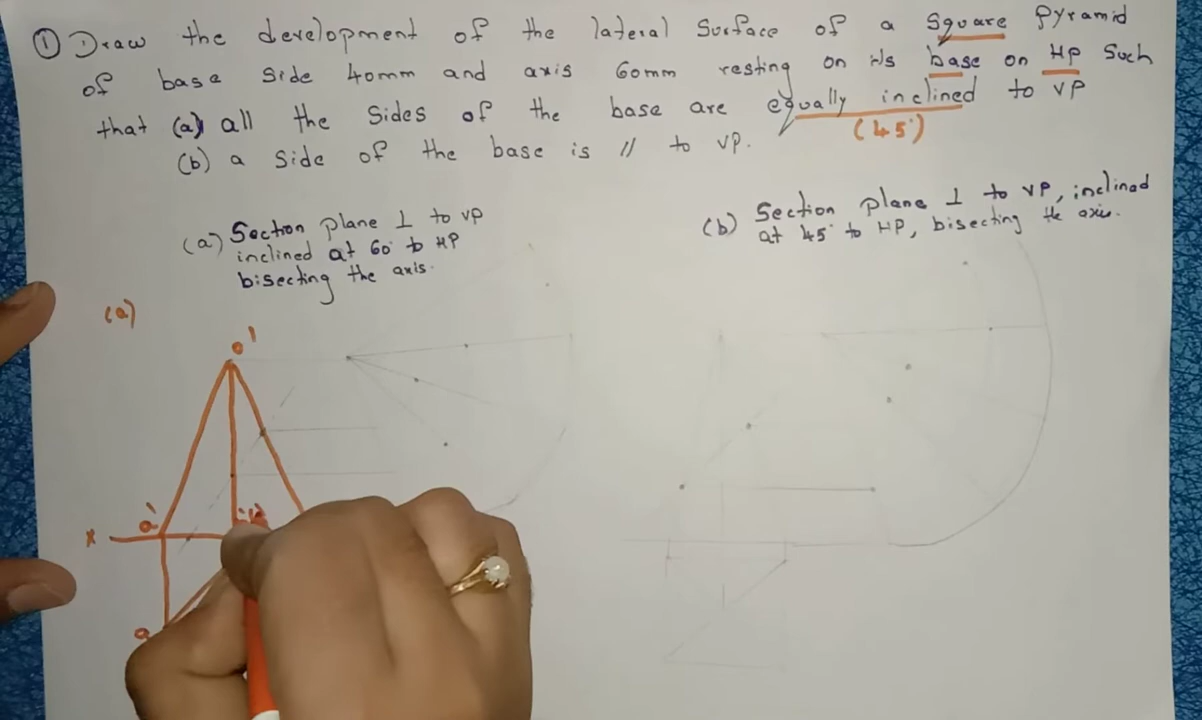 ① Draw the development of the lateral Surface of a Square Pyramid
of base side 40mm and axis 60mm resting on its base on HP Such
that (a) all the Sides of the base are equally inclined to VP
(45°)
(b) a Side of the base is // to VP.
(a) Section plane ⊥ to VP
inclined at 60° to HP
bisecting the axis.
(b) Section plane ⊥ to VP, inclined
at 45° to HP, bisecting the axis.
(a)
o'
a'
x
a